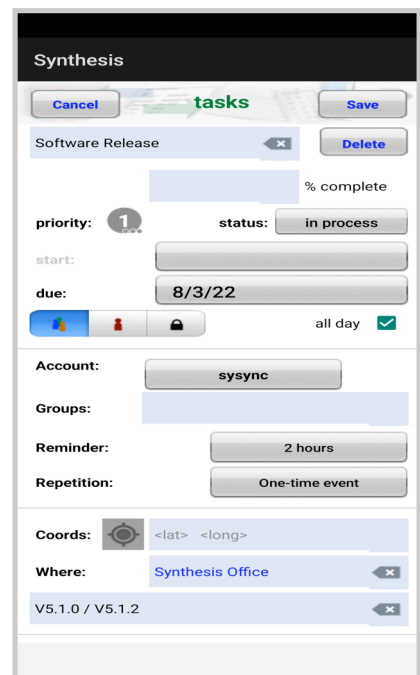 Synthesis
Cancel tasks Save
Software Release Delete
% complete
priority: 1 status: in process
start:
due: 8/3/22
all day
Account: sysync
Groups:
Reminder: 2 hours
Repetition: One-time event
Coords: <lat> <long>
Where: Synthesis Office
V5.1.0 / V5.1.2